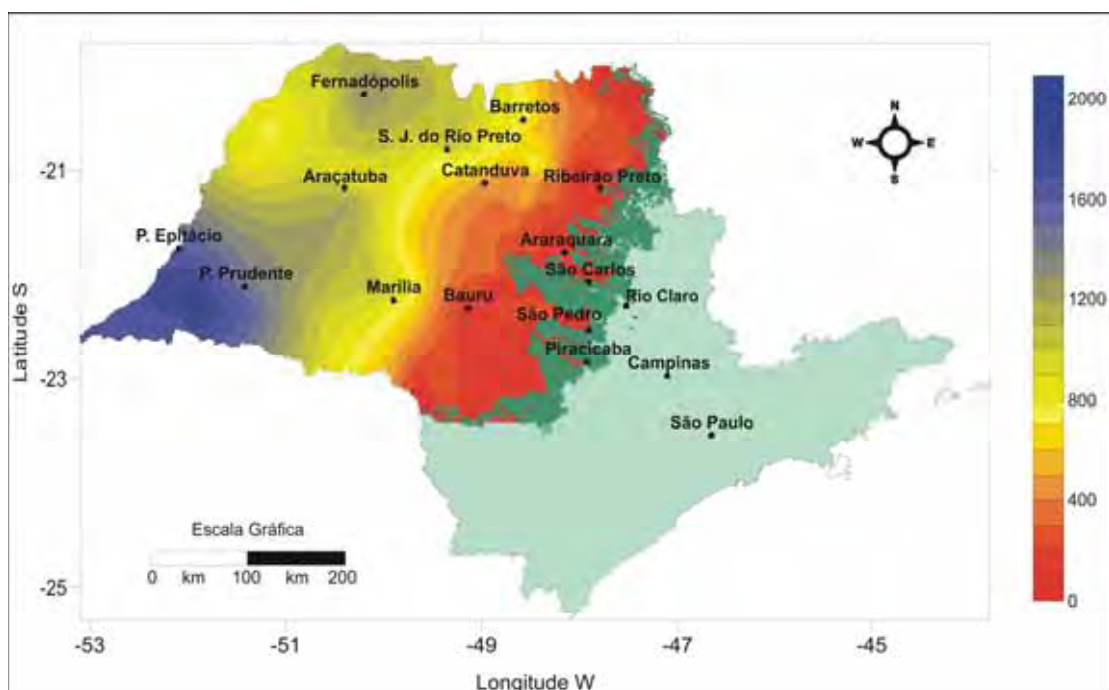 Fernadópolis
Barretos
S. J. do Rio Preto
Catanduva
Araçatuba
Ribeirão Preto
P. Epitácio
Araraquara
P. Prudente
São Carlos
Marilia
Bauru
Rio Claro
São Pedro
Piracicaba
Campinas
São Paulo
N
W E
S
2000
1600
1200
800
400
0
Escala Gráfica
0 km 100 km 200
Latitude S
-21
-23
-25
-53 -51 -49 -47 -45
Longitude W